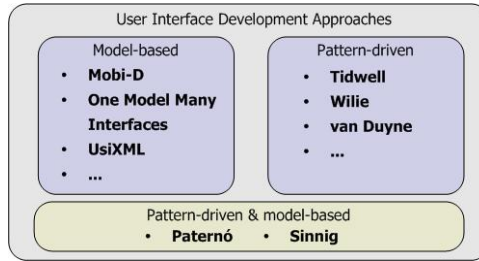 User Interface Development Approaches
Model-based
• Mobi-D
• One Model Many
Interfaces
• UsiXML
• ...
Pattern-driven
• Tidwell
• Wilie
• van Duyne
• ...
Pattern-driven & model-based
• Paternó • Sinnig